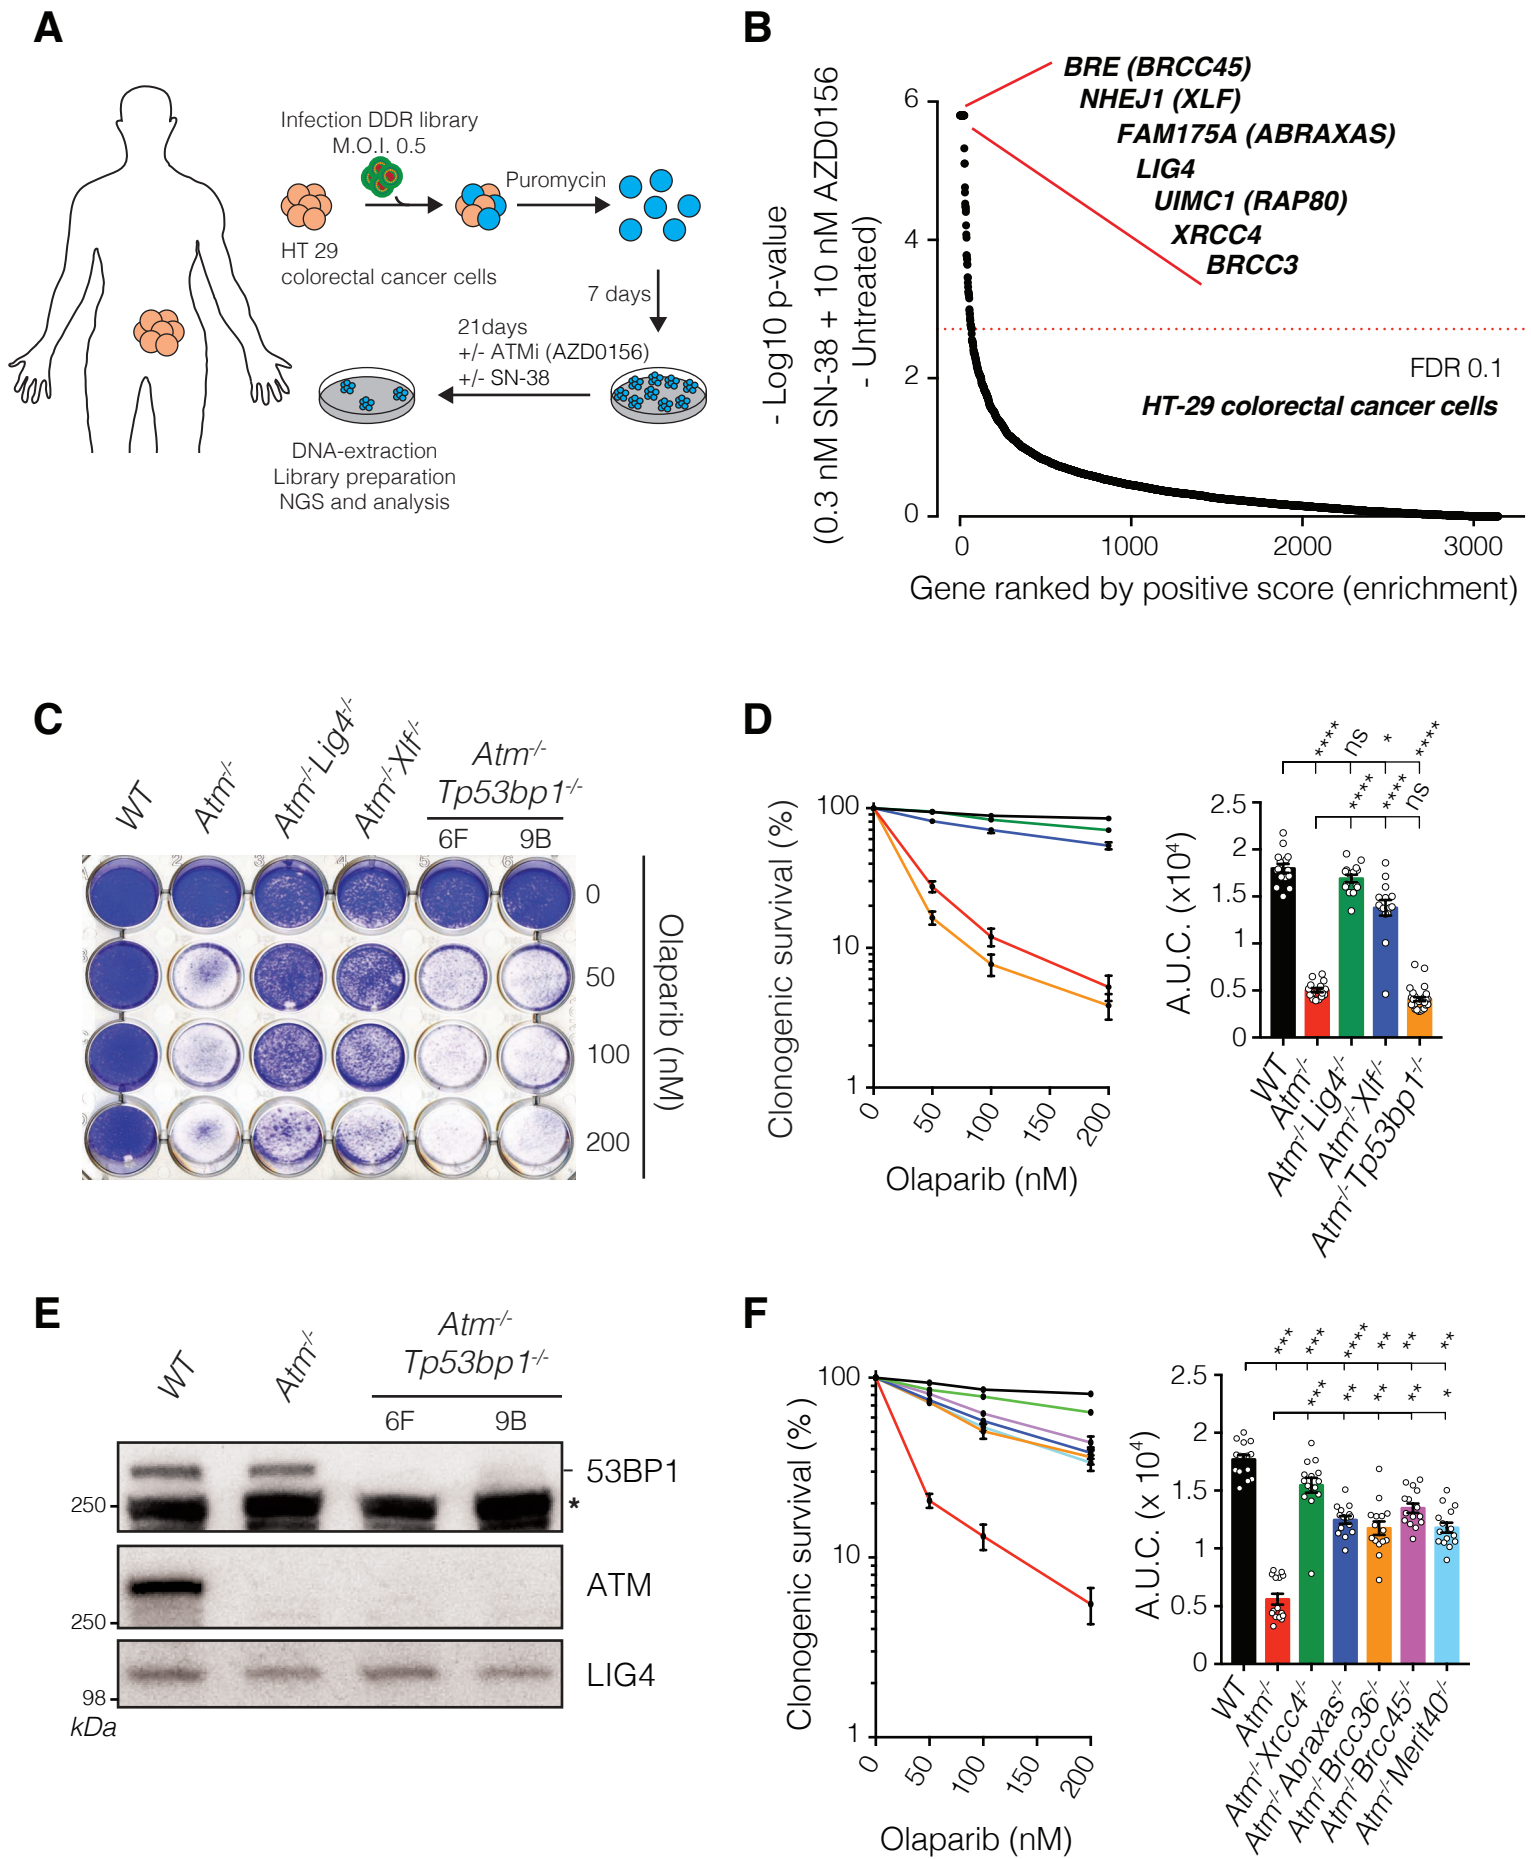 A
Infection DDR library
M.O.I. 0.5
Puromycin
HT 29
colorectal cancer cells
7 days
21days
+/- ATMi (AZD0156)
+/- SN-38
DNA-extraction
Library preparation
NGS and analysis
B
- Log10 p-value
(0.3 nM SN-38 + 10 nM AZD0156
- Untreated)
6
4
2
0
BRE (BRCC45)
NHEJ1 (XLF)
FAM175A (ABRAXAS)
LIG4
UIMC1 (RAP80)
XRCC4
BRCC3
FDR 0.1
HT-29 colorectal cancer cells
0 1000 2000 3000
Gene ranked by positive score (enrichment)
C
WT
Atm-/-
Atm-/-Lig4-/-
Atm-/-Xlf-/-
Atm-/-
Tp53bp1-/-
6F 9B
0
50
100
200
Olaparib (nM)
D
Clonogenic survival (%)
100
10
1
0 50 100 150 200
Olaparib (nM)
**** ns * ****
**** **** ns
A.U.C. (x10⁴)
2.5
2
1.5
1
0.5
0
WT
Atm-/-
Atm-/-Lig4-/-
Atm-/-Xlf-/-
Atm-/-Tp53bp1-/-
E
WT
Atm-/-
Atm-/-
Tp53bp1-/-
6F 9B
53BP1
250
*
ATM
250
LIG4
98
kDa
F
Clonogenic survival (%)
100
10
1
0 50 100 150 200
Olaparib (nM)
*** *** **** ** ** **
*** ** ** ** *
A.U.C. (x 10⁴)
2.5
2
1.5
1
0.5
0
WT
Atm-/-
Atm-/-Xrcc4-/-
Atm-/-Abraxas-/-
Atm-/-Brcc36-/-
Atm-/-Brcc45-/-
Atm-/-Merit40-/-